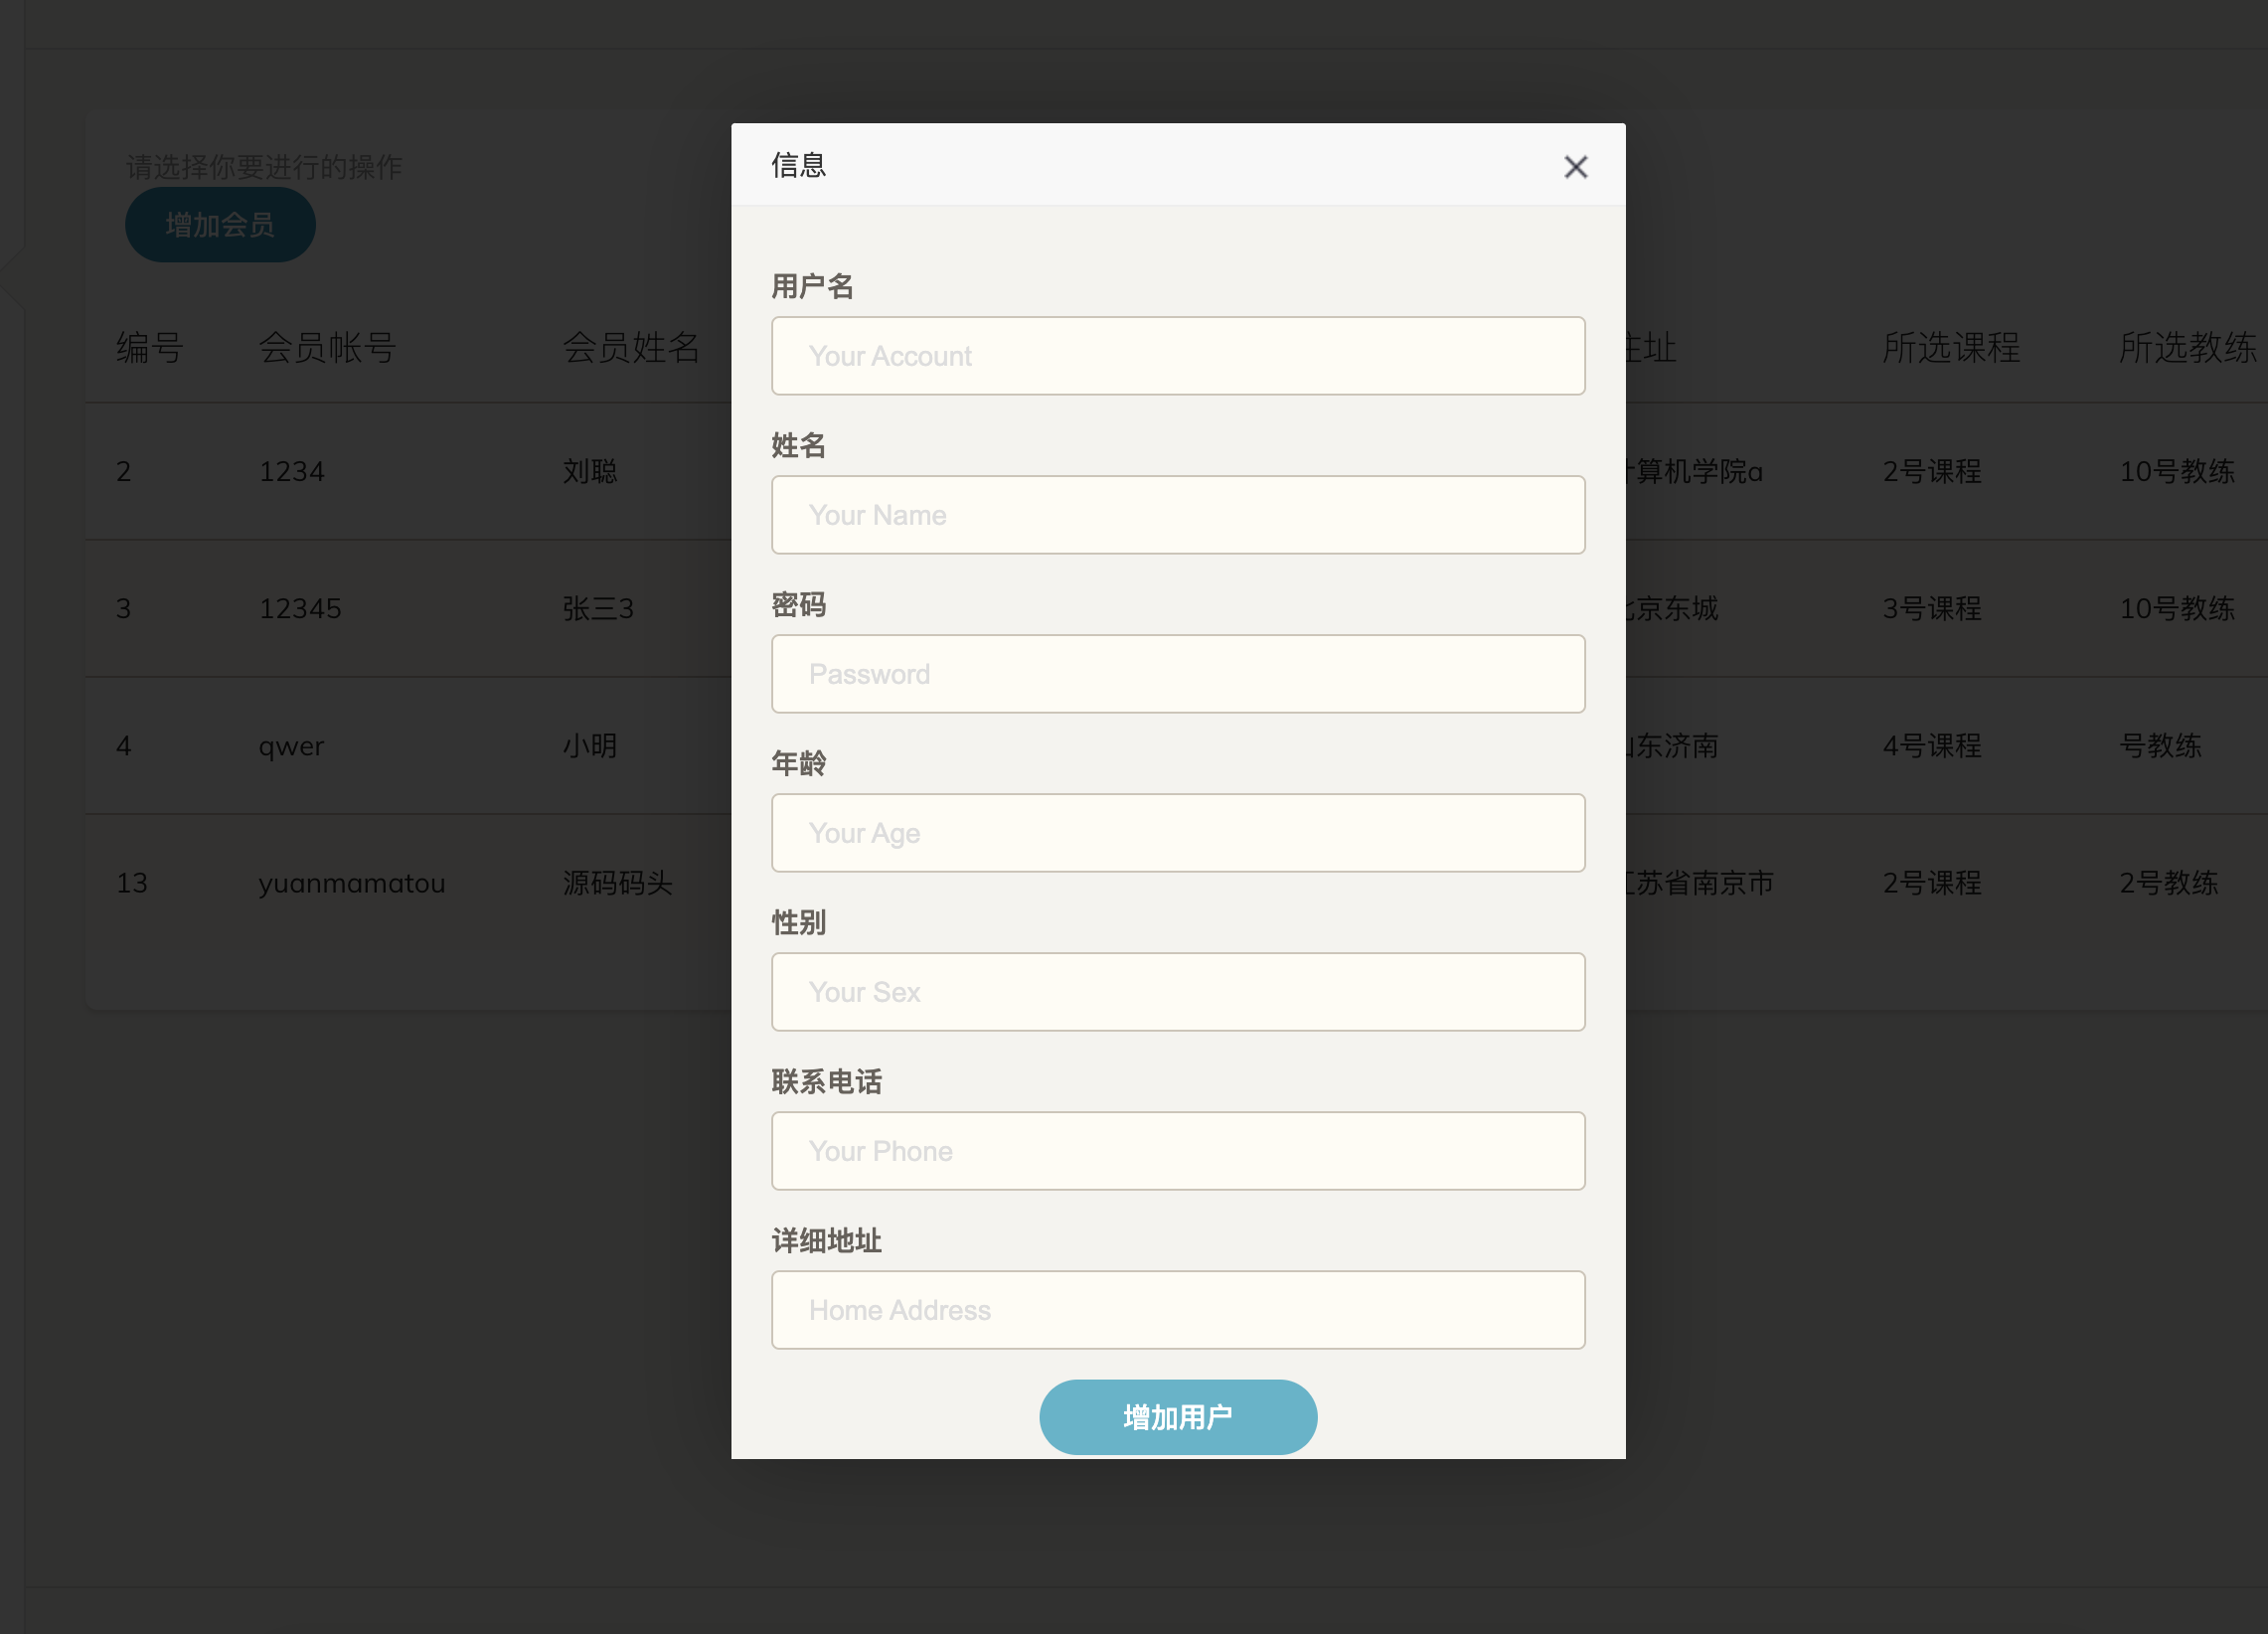 请选择你要进行的操作
增加会员
编号 会员帐号 会员姓名 住址 所选课程 所选教练
2 1234 刘聪 计算机学院a 2号课程 10号教练
3 12345 张三3 北京东城 3号课程 10号教练
4 qwer 小明 山东济南 4号课程 号教练
13 yuanmamatou 源码码头 江苏省南京市 2号课程 2号教练
信息
用户名
Your Account
姓名
Your Name
密码
Password
年龄
Your Age
性别
Your Sex
联系电话
Your Phone
详细地址
Home Address
增加用户